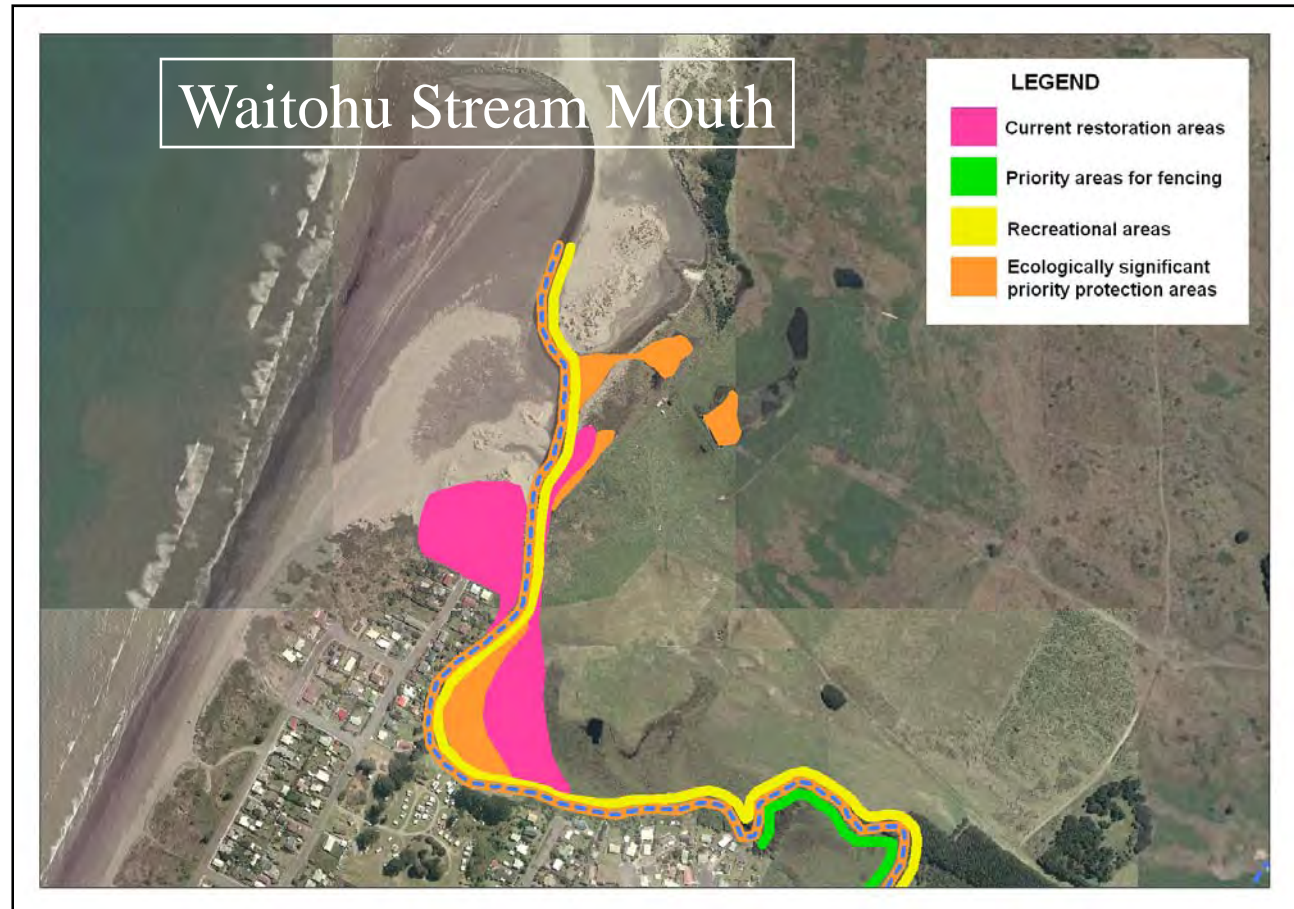 Waitohu Stream Mouth
LEGEND
Current restoration areas
Priority areas for fencing
Recreational areas
Ecologically significant
priority protection areas